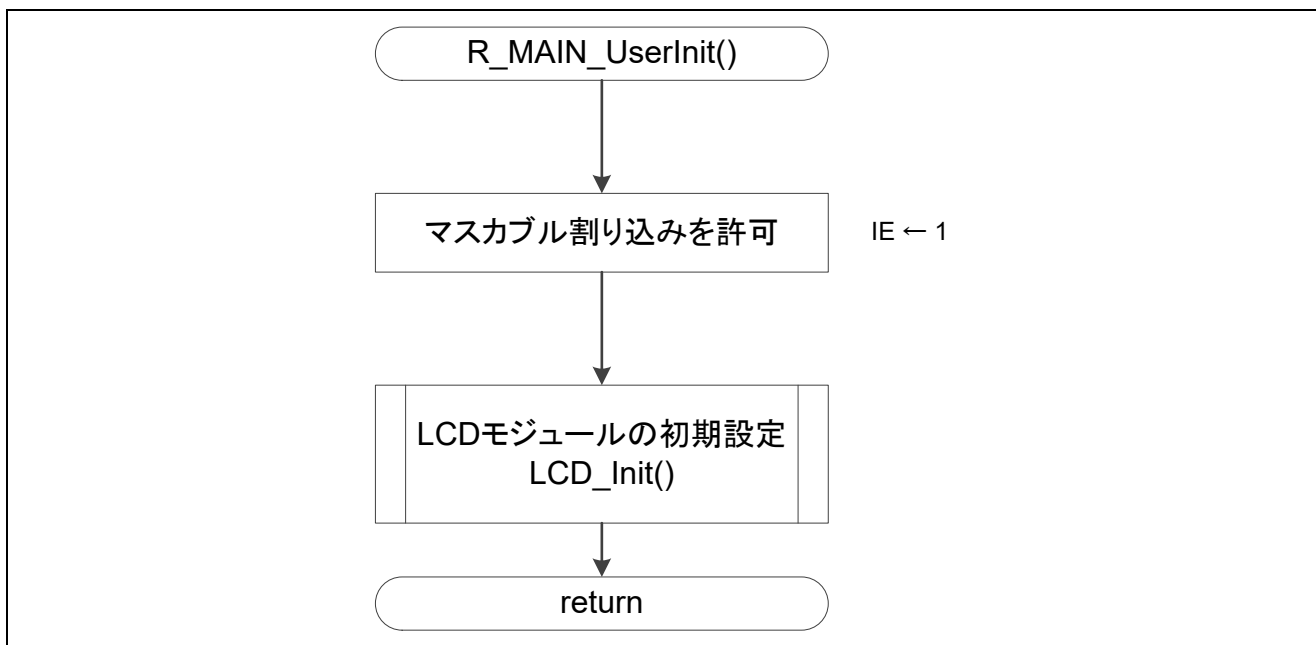 R_MAIN_UserInit()
マスカブル割り込みを許可
IE ← 1
LCDモジュールの初期設定
LCD_Init()
return